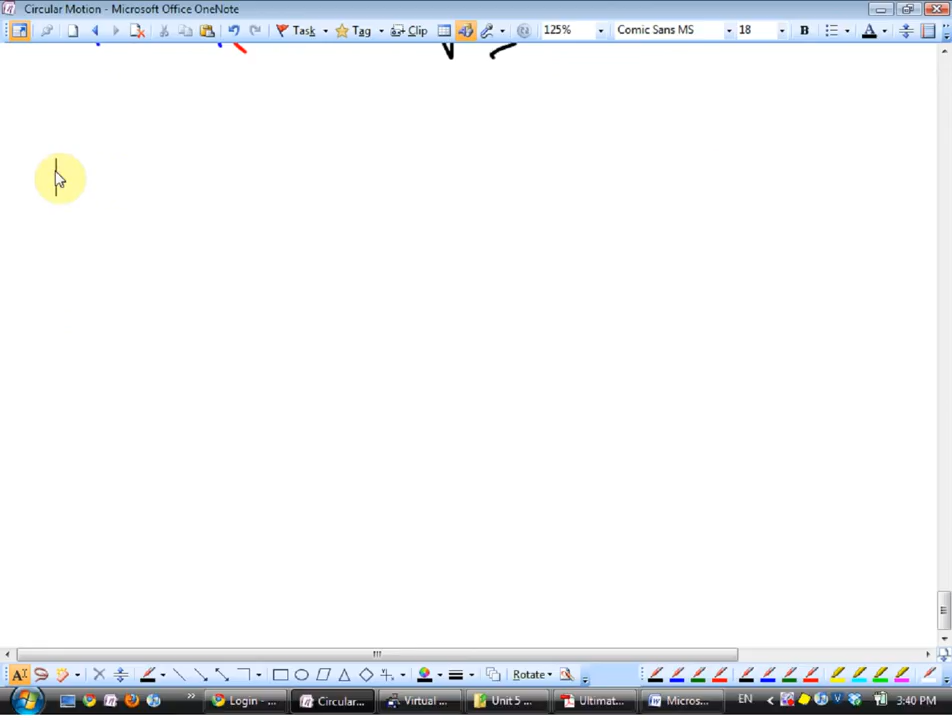 Circular Motion - Microsoft Office OneNote
Task Tag Clip 125% Comic Sans MS 18 B A
A Rotate
Login - ... Circular... Virtual ... Unit 5 ... Ultimat... Micros... EN 3:40 PM